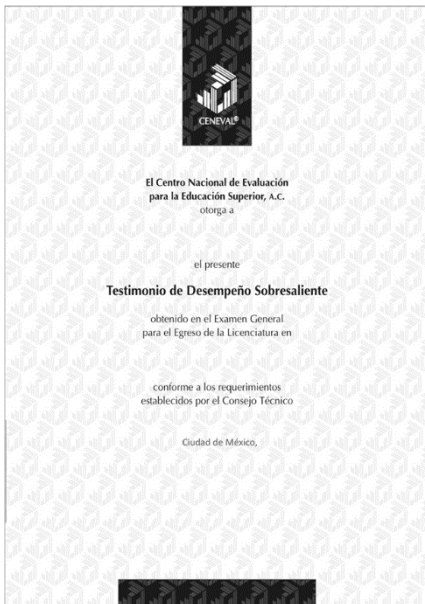 CENEVAL®
El Centro Nacional de Evaluación
para la Educación Superior, A.C.
otorga a
el presente
Testimonio de Desempeño Sobresaliente
obtenido en el Examen General
para el Egreso de la Licenciatura en
conforme a los requerimientos
establecidos por el Consejo Técnico
Ciudad de México,